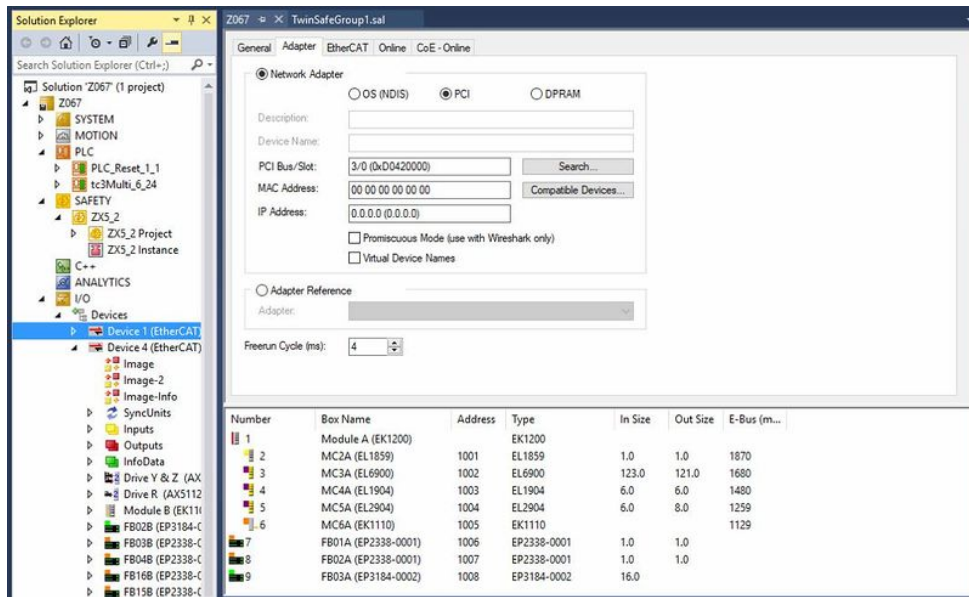 Solution Explorer
Search Solution Explorer (Ctrl+;)
Solution 'Z067' (1 project)
Z067
SYSTEM
MOTION
PLC
PLC_Reset_1_1
tc3Multi_6_24
SAFETY
ZX5_2
ZX5_2 Project
ZX5_2 Instance
C++
ANALYTICS
I/O
Devices
Device 1 (EtherCAT)
Device 4 (EtherCAT)
Image
Image-2
Image-Info
SyncUnits
Inputs
Outputs
InfoData
Drive Y & Z (AX
Drive R (AX5112
Module B (EK11
FB02B (EP3184-
FB03B (EP2338-
FB04B (EP2338-
FB16B (EP2338-
FB15B (EP2338-
Z067 TwinSafeGroup1.sal
General Adapter EtherCAT Online CoE - Online
Network Adapter
OS (NDIS) PCI DPRAM
Description:
Device Name:
PCI Bus/Slot: 3/0 (0xD0420000) Search...
MAC Address: 00 00 00 00 00 00 Compatible Devices...
IP Address: 0.0.0.0 (0.0.0.0)
Promiscuous Mode (use with Wireshark only)
Virtual Device Names
Adapter Reference
Adapter:
Freerun Cycle (ms): 4
Number Box Name Address Type In Size Out Size E-Bus (m...
1 Module A (EK1200) EK1200
2 MC2A (EL1859) 1001 EL1859 1.0 1.0 1870
3 MC3A (EL6900) 1002 EL6900 123.0 121.0 1680
4 MC4A (EL1904) 1003 EL1904 6.0 6.0 1480
5 MC5A (EL2904) 1004 EL2904 6.0 8.0 1259
6 MC6A (EK1110) 1005 EK1110 1129
7 FB01A (EP2338-0001) 1006 EP2338-0001 1.0 1.0
8 FB02A (EP2338-0001) 1007 EP2338-0001 1.0 1.0
9 FB03A (EP3184-0002) 1008 EP3184-0002 16.0